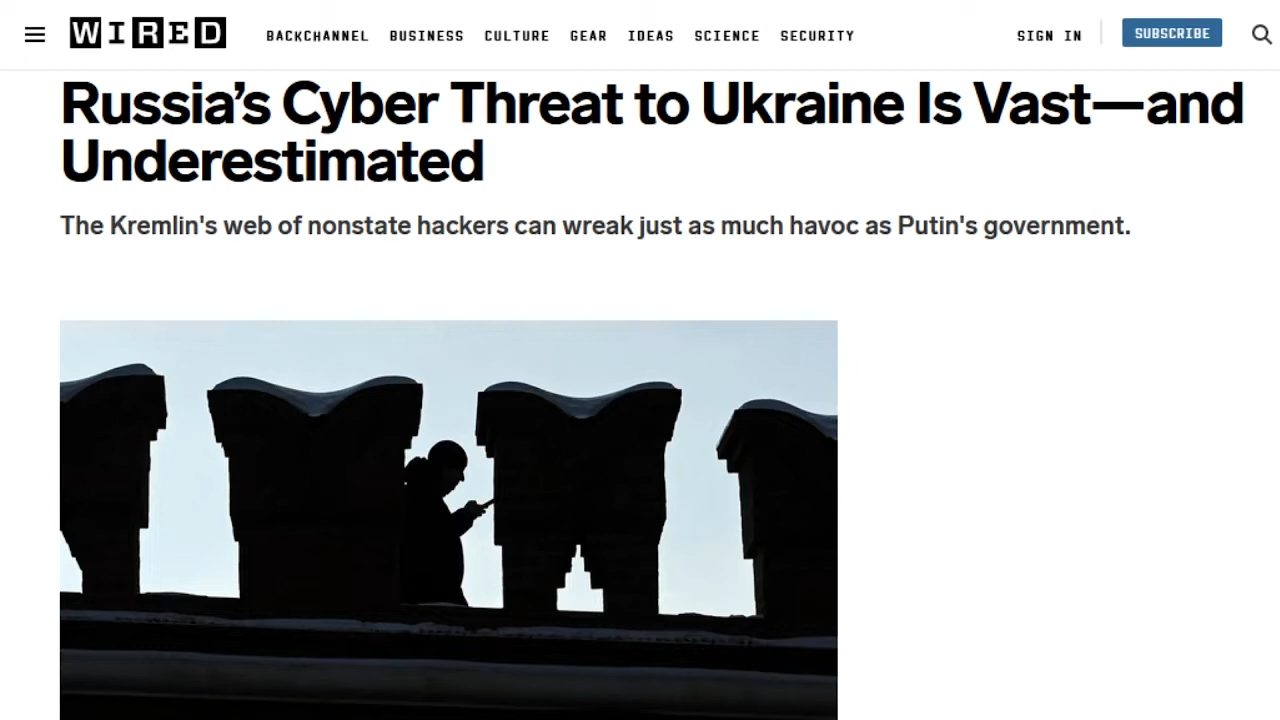 WIRED BACKCHANNEL BUSINESS CULTURE GEAR IDEAS SCIENCE SECURITY SIGN IN SUBSCRIBE
Russia’s Cyber Threat to Ukraine Is Vast—and
Underestimated
The Kremlin's web of nonstate hackers can wreak just as much havoc as Putin's government.